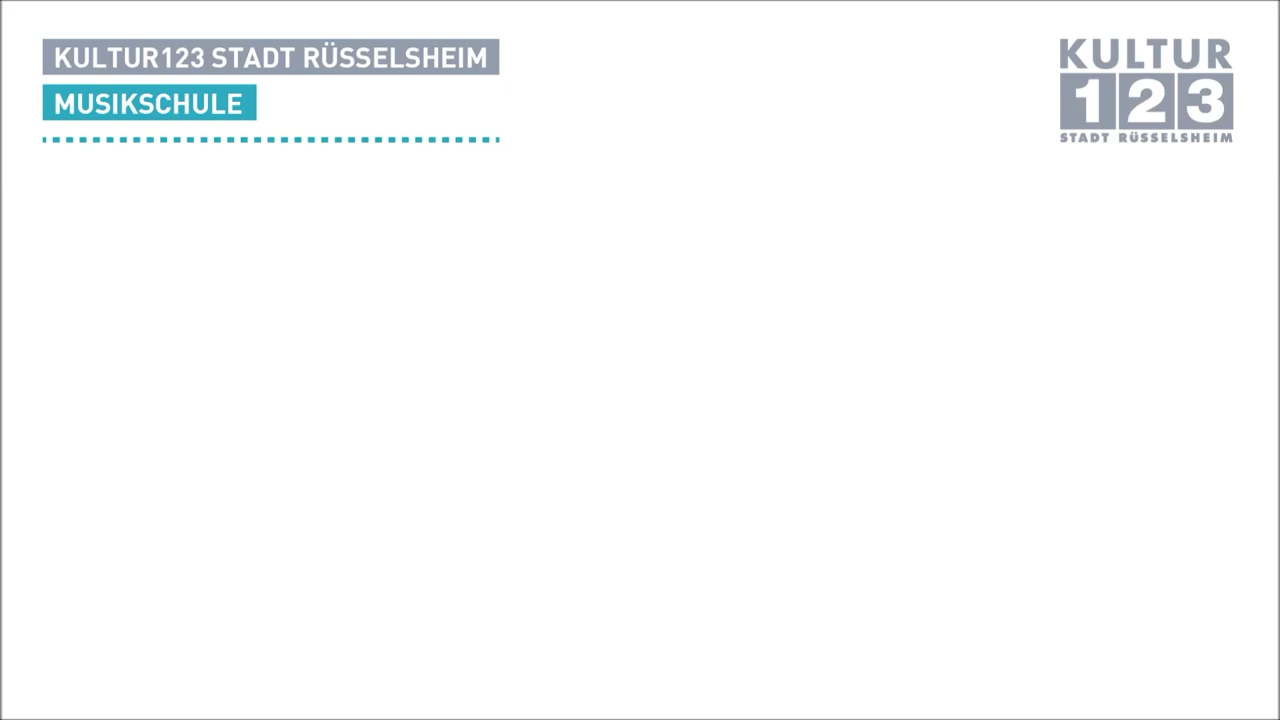 KULTUR123 STADT RÜSSELSHEIM
MUSIKSCHULE
KULTUR
123
STADT RÜSSELSHEIM